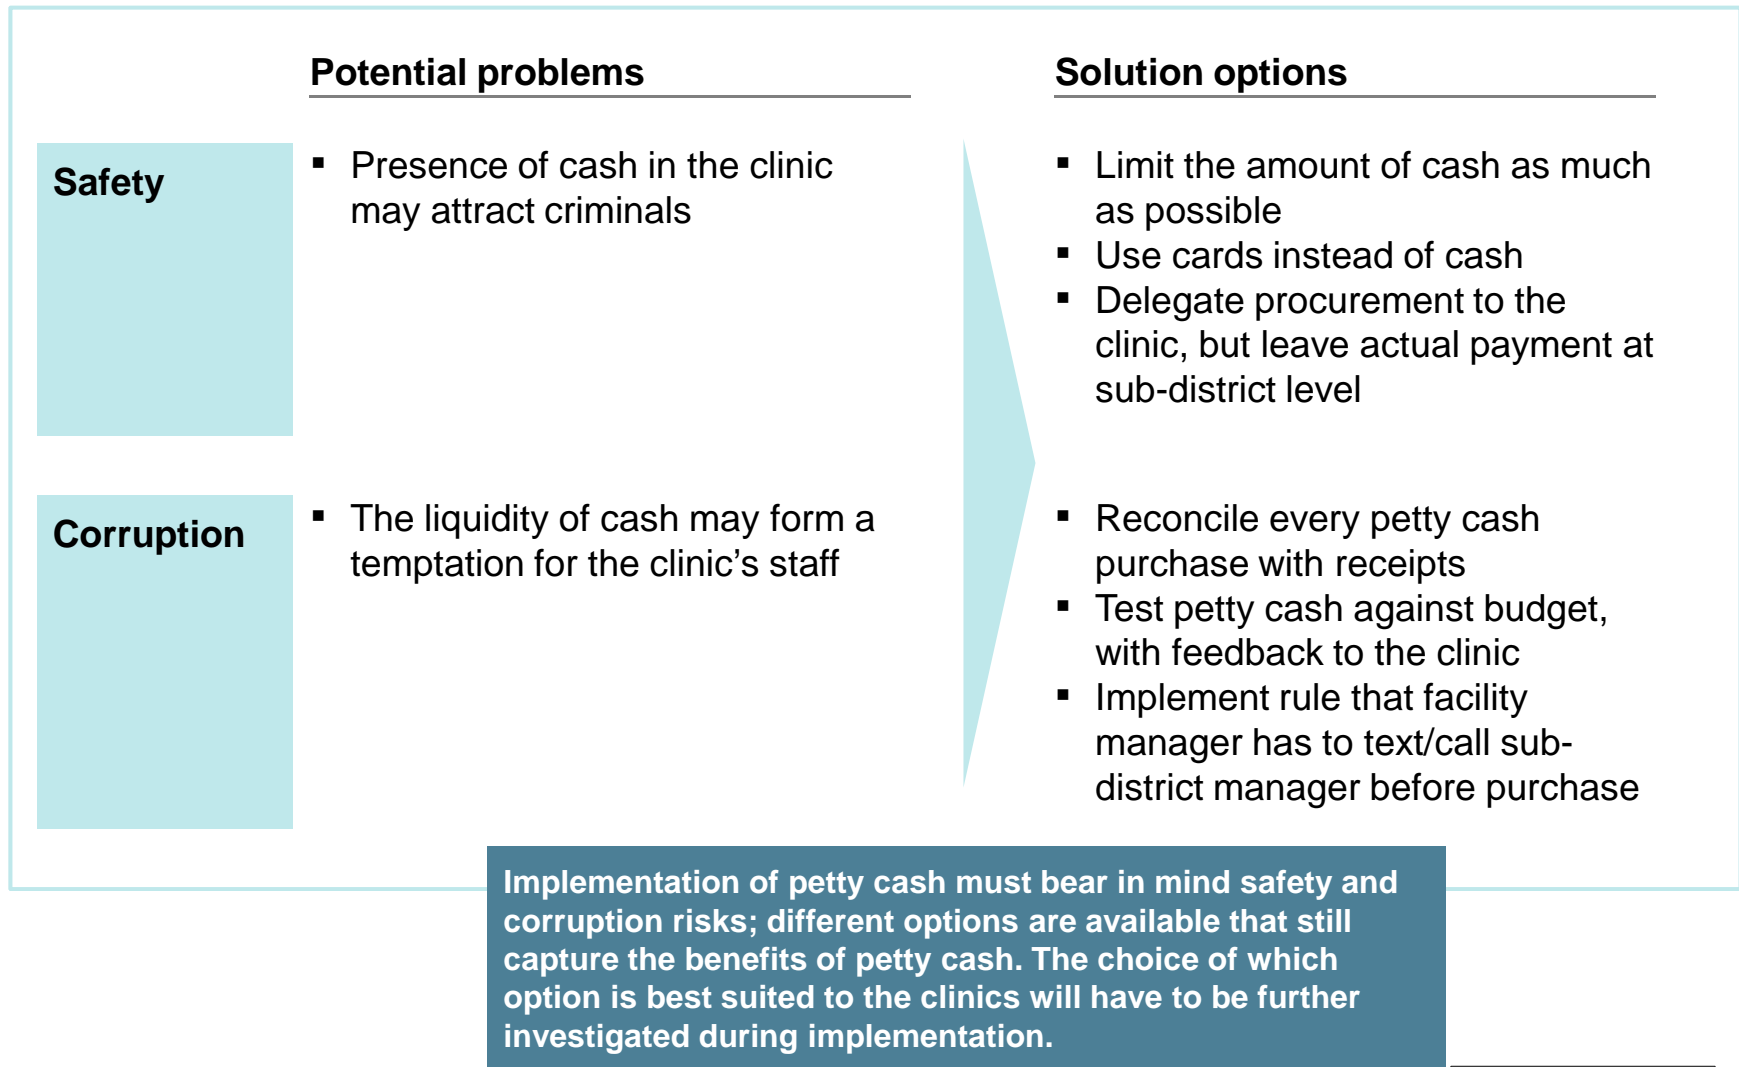 Potential problems
Solution options
Safety
▪ Presence of cash in the clinic
may attract criminals
▪ Limit the amount of cash as much
as possible
▪ Use cards instead of cash
▪ Delegate procurement to the
clinic, but leave actual payment at
sub-district level
Corruption
▪ The liquidity of cash may form a
temptation for the clinic’s staff
▪ Reconcile every petty cash
purchase with receipts
▪ Test petty cash against budget,
with feedback to the clinic
▪ Implement rule that facility
manager has to text/call sub-
district manager before purchase
Implementation of petty cash must bear in mind safety and
corruption risks; different options are available that still
capture the benefits of petty cash. The choice of which
option is best suited to the clinics will have to be further
investigated during implementation.